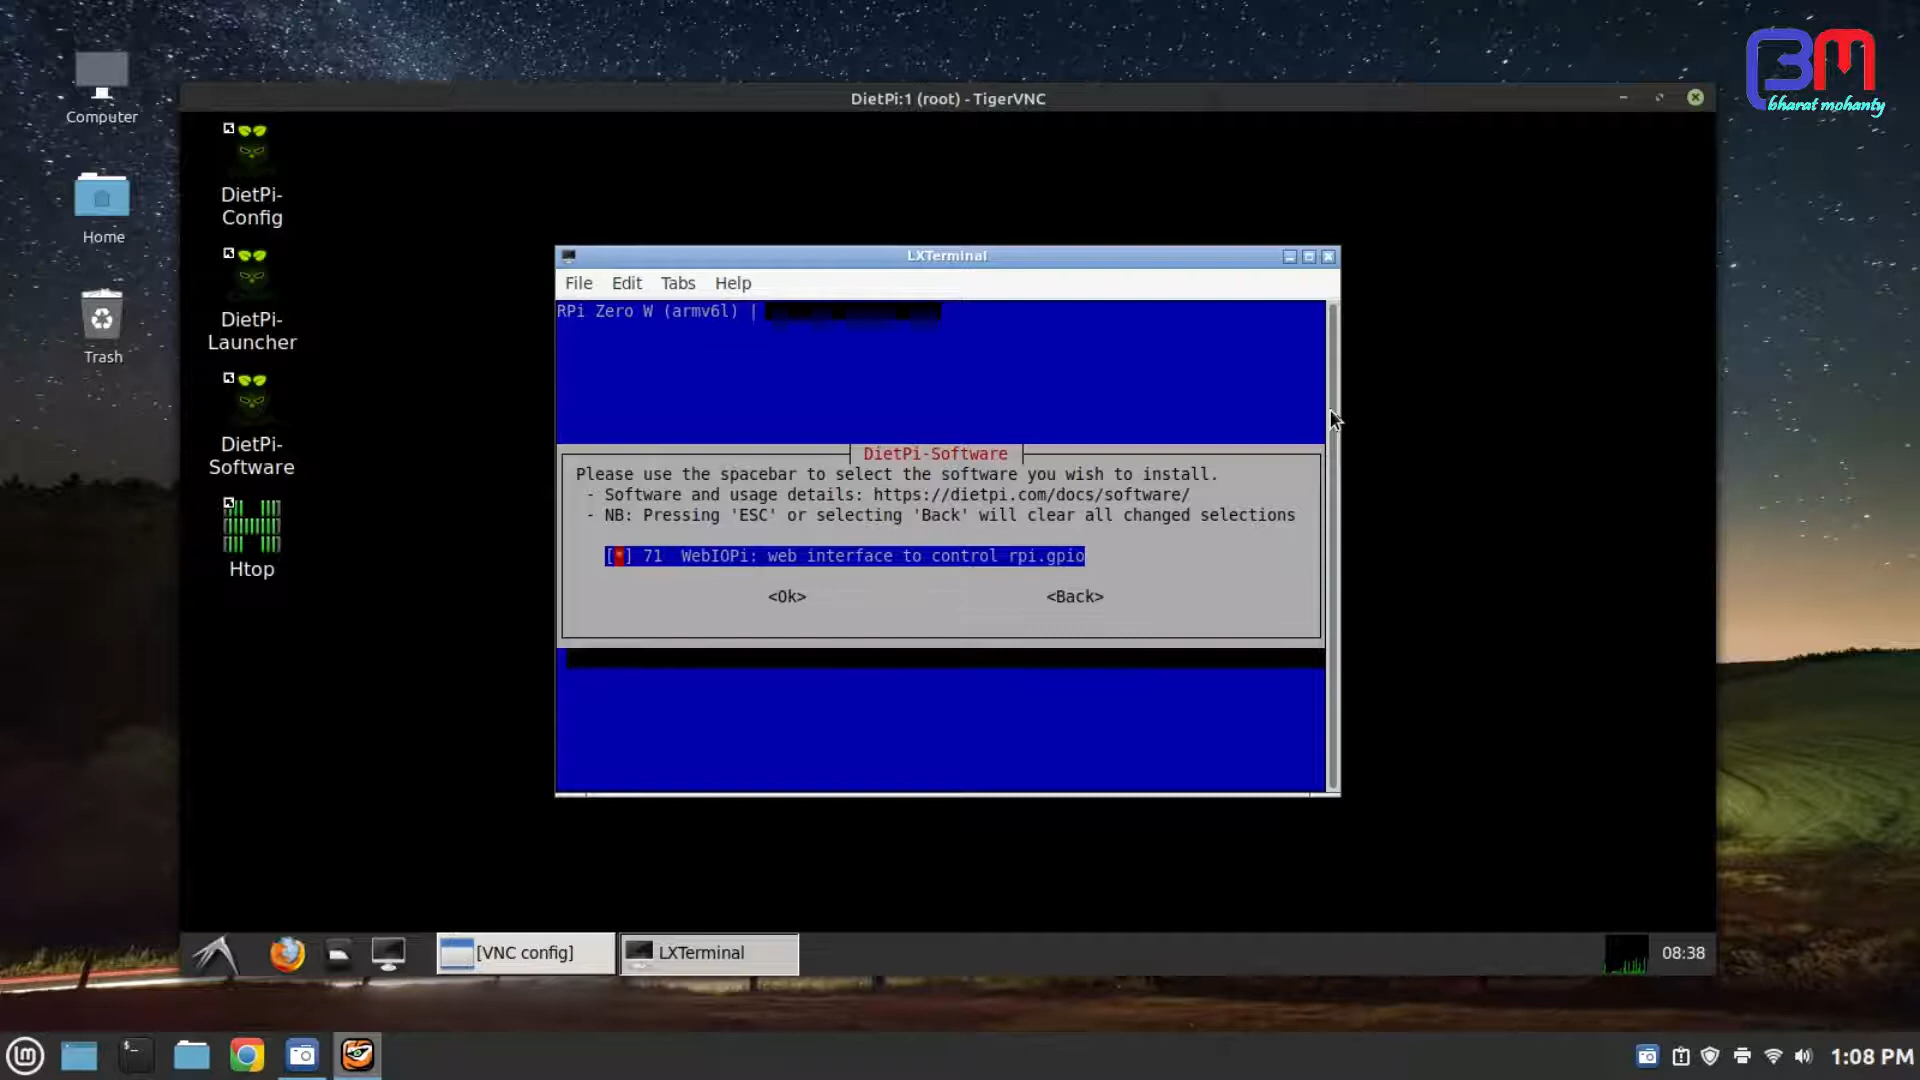 BM
bharat mohanty
Computer
Home
Trash
DietPi:1 (root) - TigerVNC
DietPi-
Config
DietPi-
Launcher
DietPi-
Software
Htop
LXTerminal
File Edit Tabs Help
RPi Zero W (armv6l) |
DietPi-Software
Please use the spacebar to select the software you wish to install.
- Software and usage details: https://dietpi.com/docs/software/
- NB: Pressing 'ESC' or selecting 'Back' will clear all changed selections
[*] 71 WebIOPi: web interface to control rpi.gpio
<Ok> <Back>
[VNC config]
LXTerminal
08:38
1:08 PM